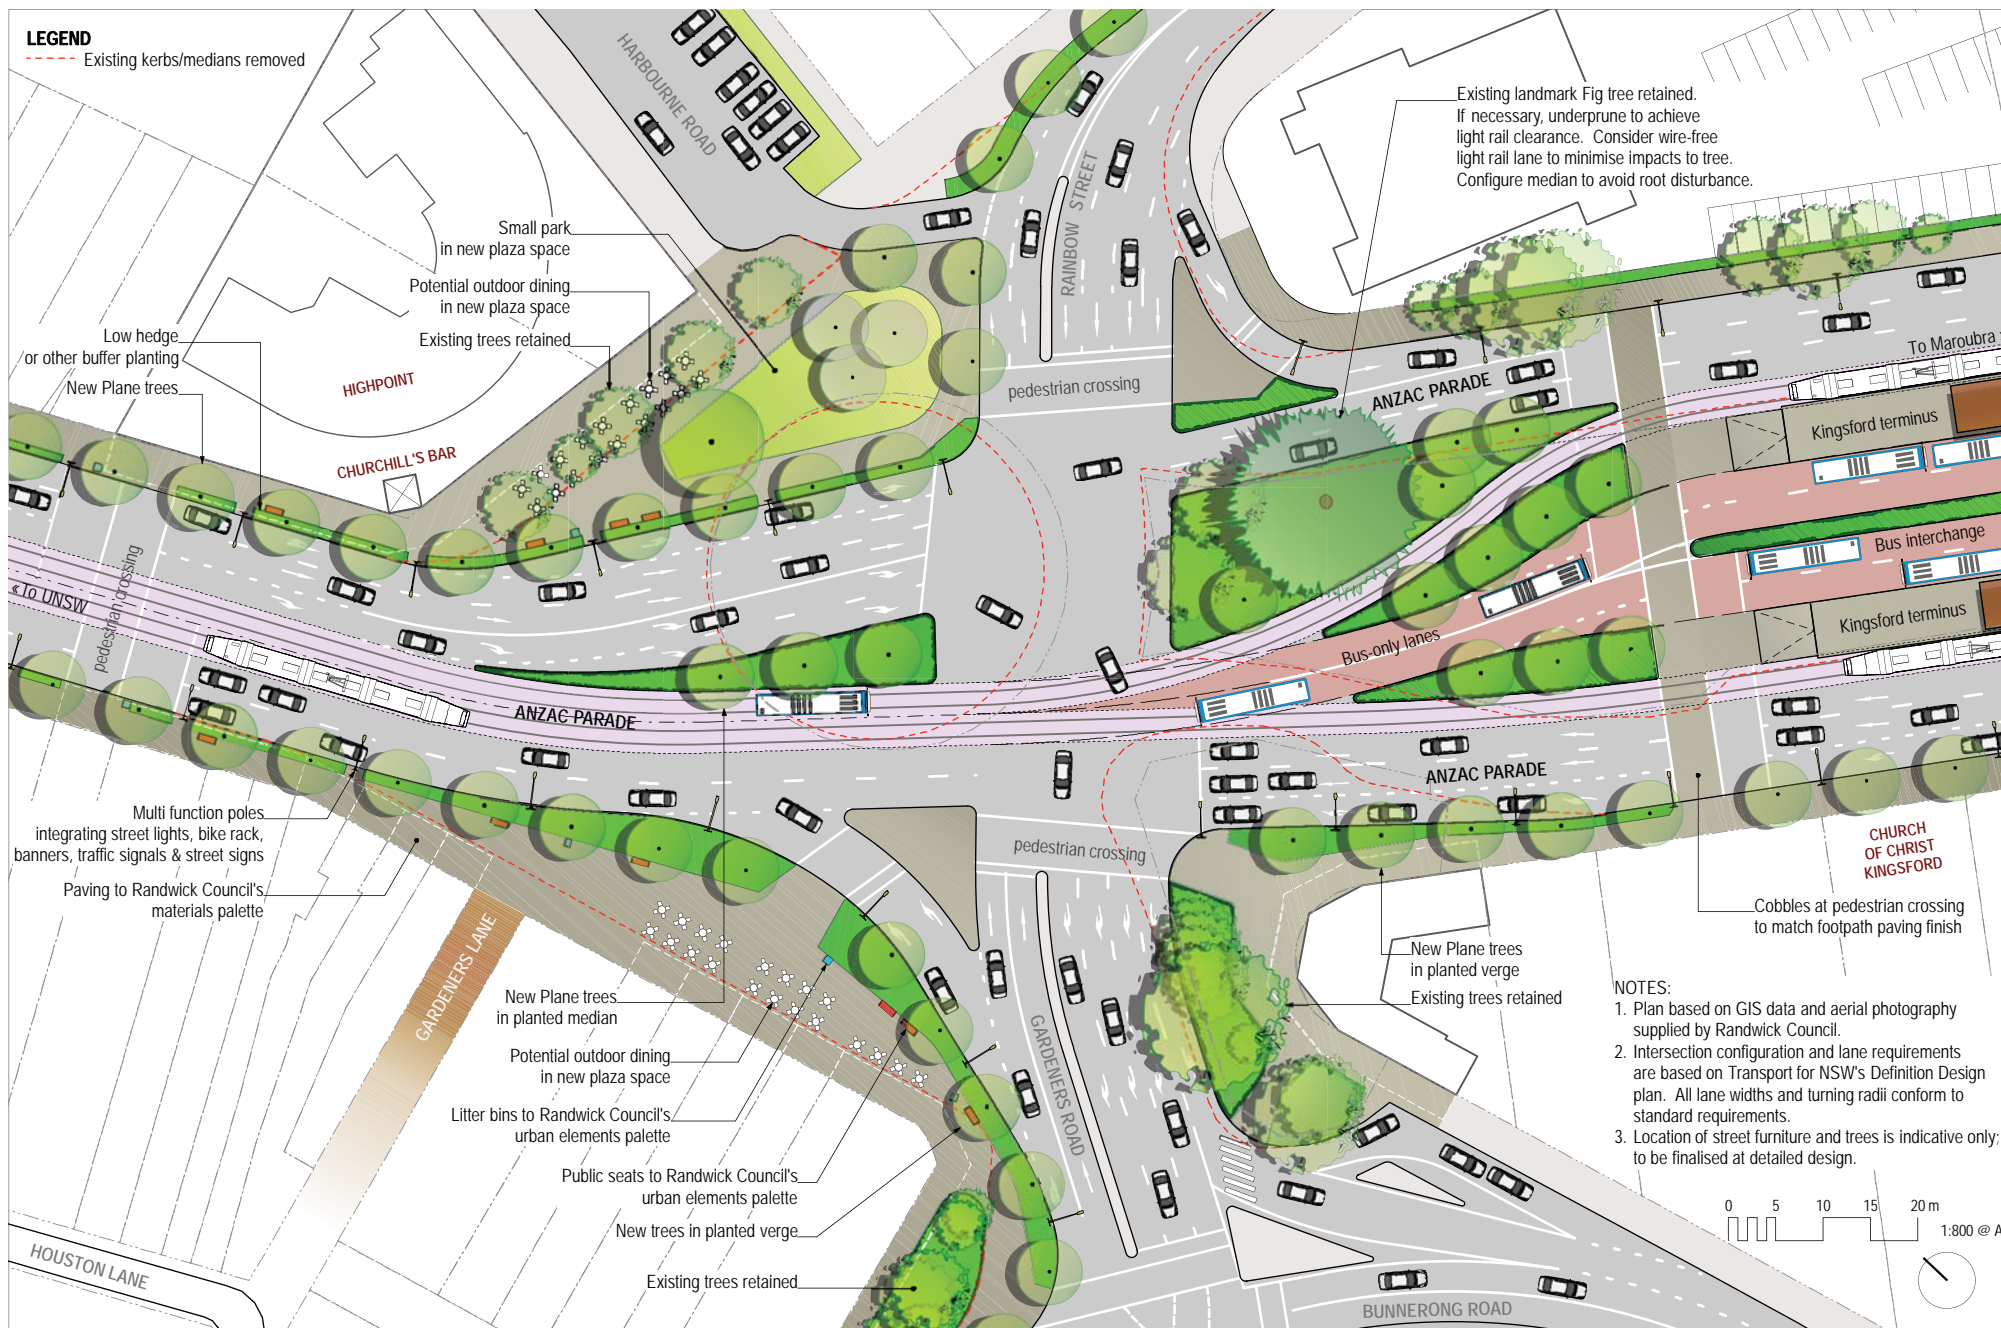 LEGEND
Existing kerbs/medians removed
HARBOURNE ROAD
RAINBOW STREET
Existing landmark Fig tree retained.
If necessary, underprune to achieve
light rail clearance. Consider wire-free
light rail lane to minimise impacts to tree.
Configure median to avoid root disturbance.
Small park
in new plaza space
Potential outdoor dining
in new plaza space
Existing trees retained
Low hedge
or other buffer planting
New Plane trees
HIGHPOINT
CHURCHILL'S BAR
pedestrian crossing
ANZAC PARADE
To Maroubra
Kingsford terminus
Bus interchange
Kingsford terminus
Bus-only lanes
pedestrian crossing
« To UNSW
ANZAC PARADE
ANZAC PARADE
pedestrian crossing
Multi function poles
integrating street lights, bike rack,
banners, traffic signals & street signs
Paving to Randwick Council's
materials palette
GARDENERS LANE
New Plane trees
in planted median
Potential outdoor dining
in new plaza space
Litter bins to Randwick Council's
urban elements palette
Public seats to Randwick Council's
urban elements palette
New trees in planted verge
Existing trees retained
GARDENERS ROAD
New Plane trees
in planted verge
Existing trees retained
CHURCH
OF CHRIST
KINGSFORD
Cobbles at pedestrian crossing
to match footpath paving finish
NOTES:
1. Plan based on GIS data and aerial photography
supplied by Randwick Council.
2. Intersection configuration and lane requirements
are based on Transport for NSW's Definition Design
plan. All lane widths and turning radii conform to
standard requirements.
3. Location of street furniture and trees is indicative only;
to be finalised at detailed design.
0 5 10 15 20 m
1:800 @ A
HOUSTON LANE
BUNNERONG ROAD